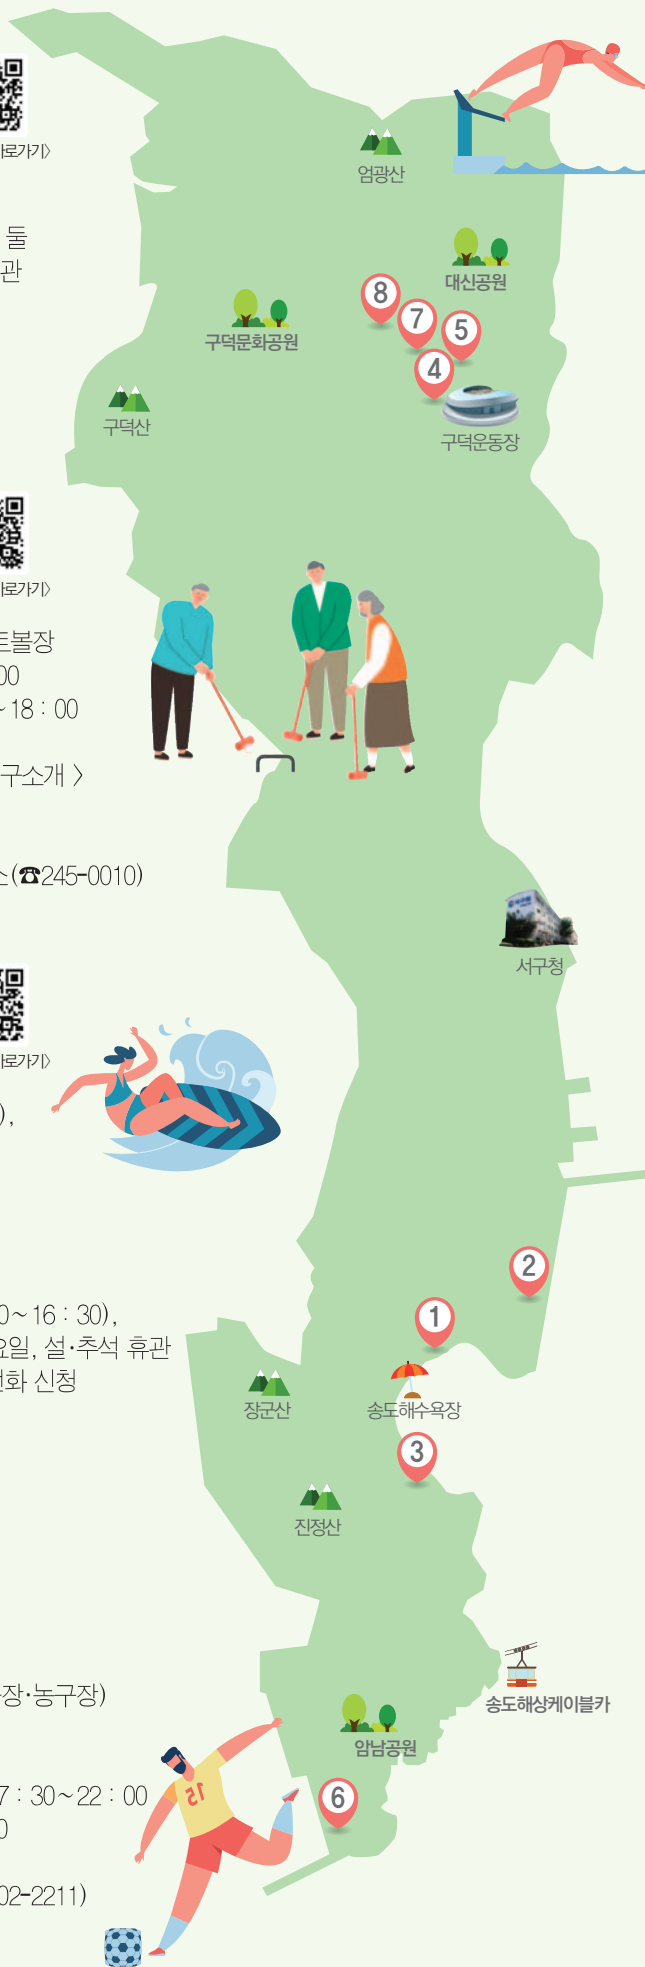 바로가기〉
엄광산
둘
관
대신공원
8
7
5
구덕문화공원
4
구덕산
구덕운동장
바로가기〉
트볼장
00
~18 : 00
구소개 〉
소(☎245-0010)
서구청
바로가기〉
),
2
0~16 : 30),
1
요일, 설·추석 휴관
전화 신청
장군산
송도해수욕장
3
진정산
장·농구장)
송도해상케이블카
암남공원
15
7 : 30~22 : 00
6
0
02-2211)